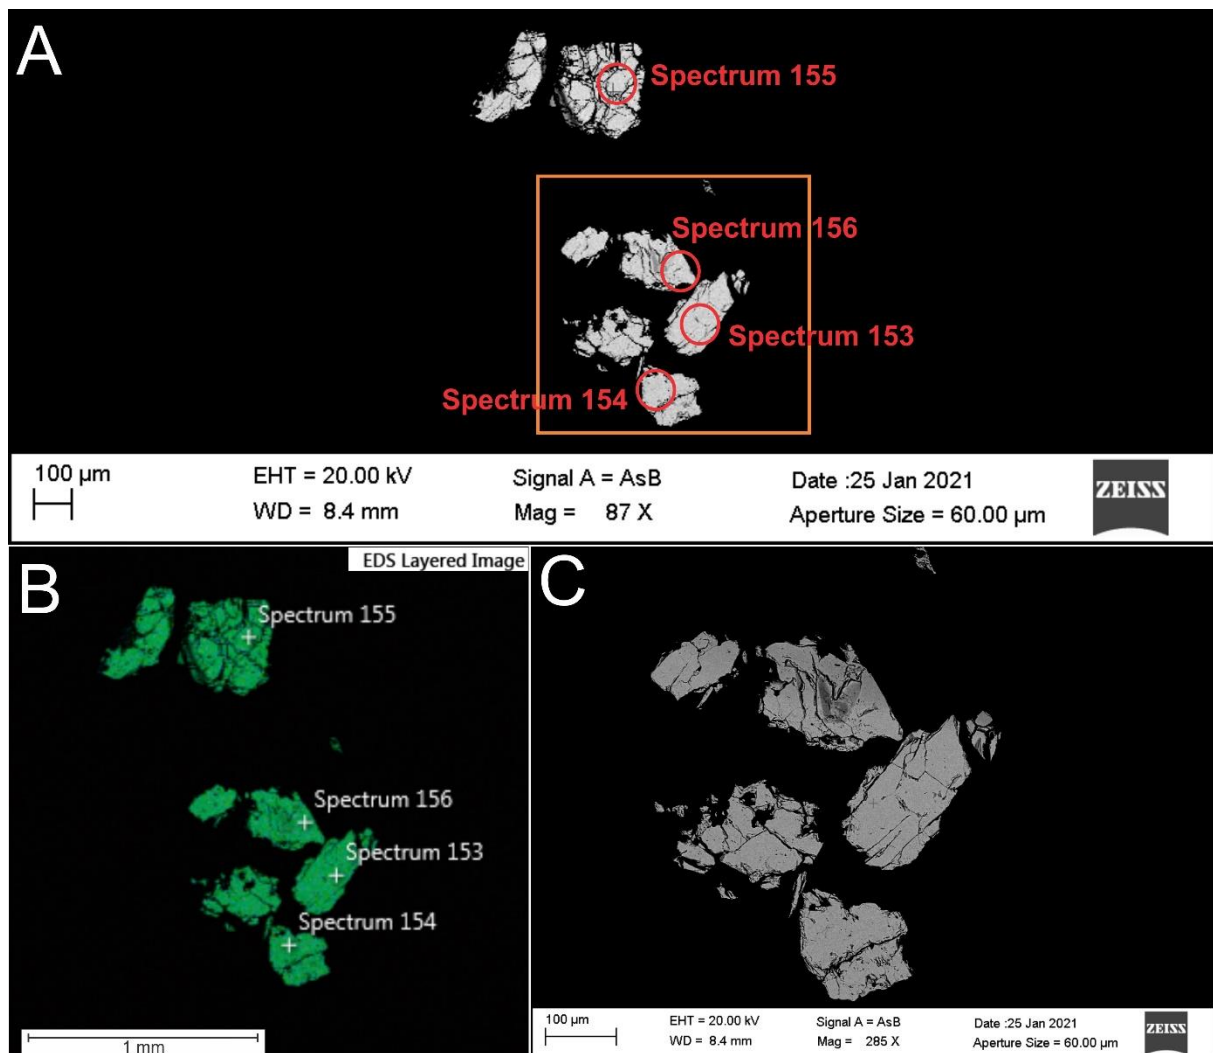 A
Spectrum 155
Spectrum 156
Spectrum 153
Spectrum 154
100 µm
EHT = 20.00 kV
Signal A = AsB
Date :25 Jan 2021
WD = 8.4 mm
Mag = 87 X
Aperture Size = 60.00 µm
ZEISS
B
EDS Layered Image
Spectrum 155
Spectrum 156
Spectrum 153
Spectrum 154
1 mm
C
100 µm
EHT = 20.00 kV
Signal A = AsB
Date :25 Jan 2021
WD = 8.4 mm
Mag = 285 X
Aperture Size = 60.00 µm
ZEISS